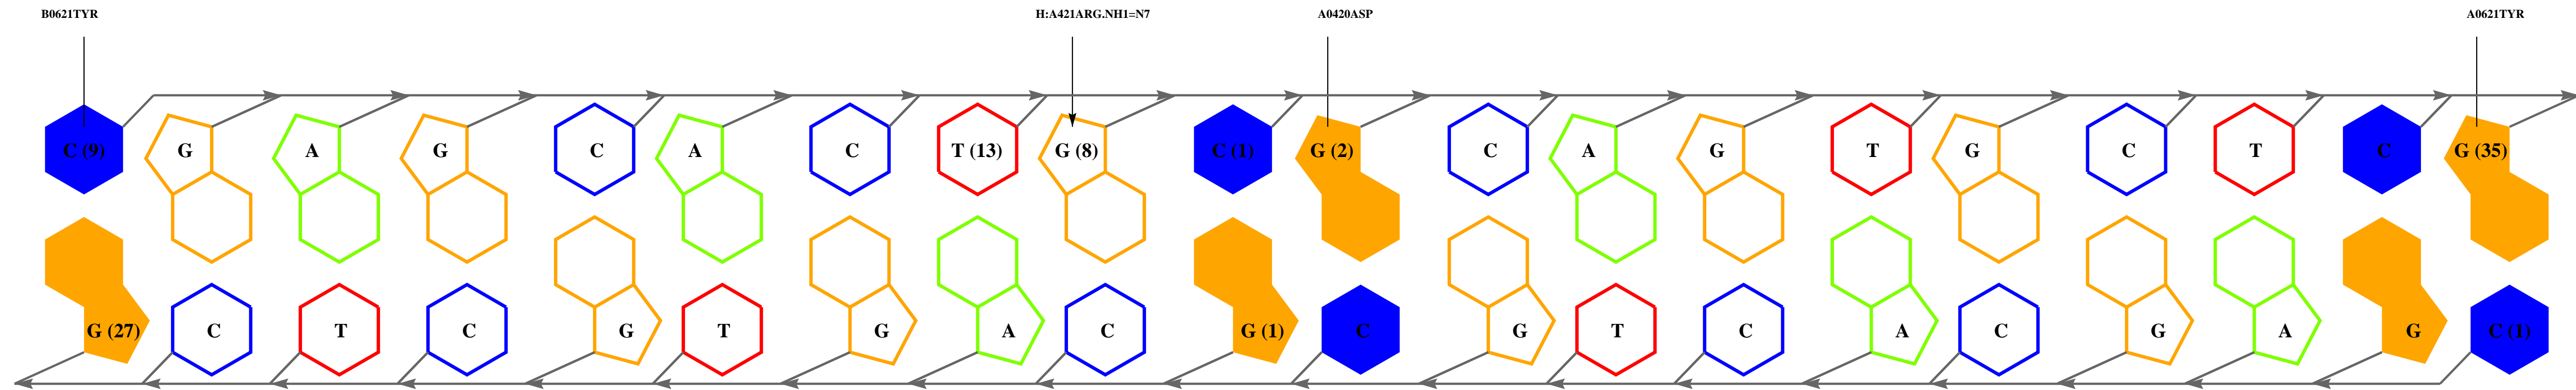 B0621TYR H:A421ARG.NH1=N7 A0420ASP A0621TYR
C (9) G A G C A C T (13) G (8) C (1) G (2) C A G T G C T C G (35)
G (27) C T C G T G A C G (1) C G T C A C G A G C (1)